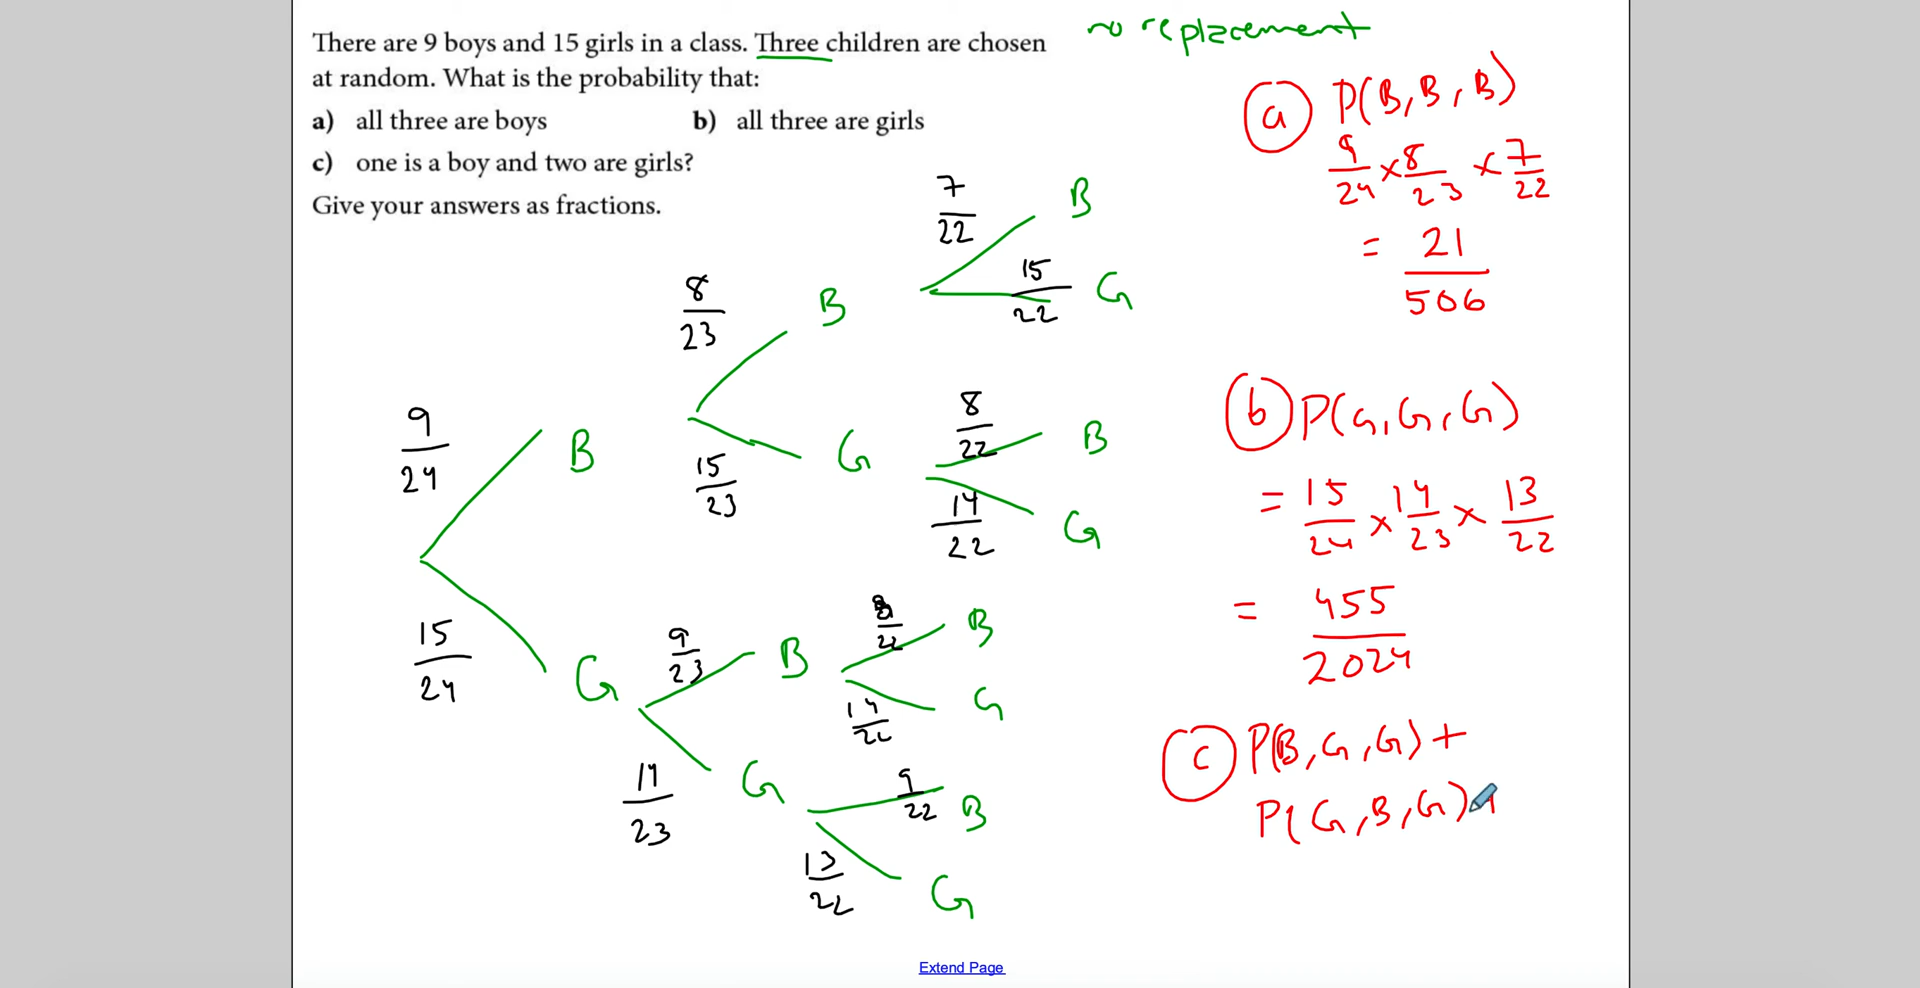 There are 9 boys and 15 girls in a class. Three children are chosen
at random. What is the probability that:
a) all three are boys b) all three are girls
c) one is a boy and two are girls?
Give your answers as fractions.
no replacement
9/24 B
15/24 G
8/23 B
15/23 G
9/23 B
14/23 G
7/22 B
15/22 G
8/22 B
14/22 G
8/22 B
14/22 G
9/22 B
13/22 G
a P(B, B, B)
9/24 × 8/23 × 7/22
= 21/506
b P(G, G, G)
= 15/24 × 14/23 × 13/22
= 455/2024
c P(B, G, G) +
P(G, B, G)
Extend Page